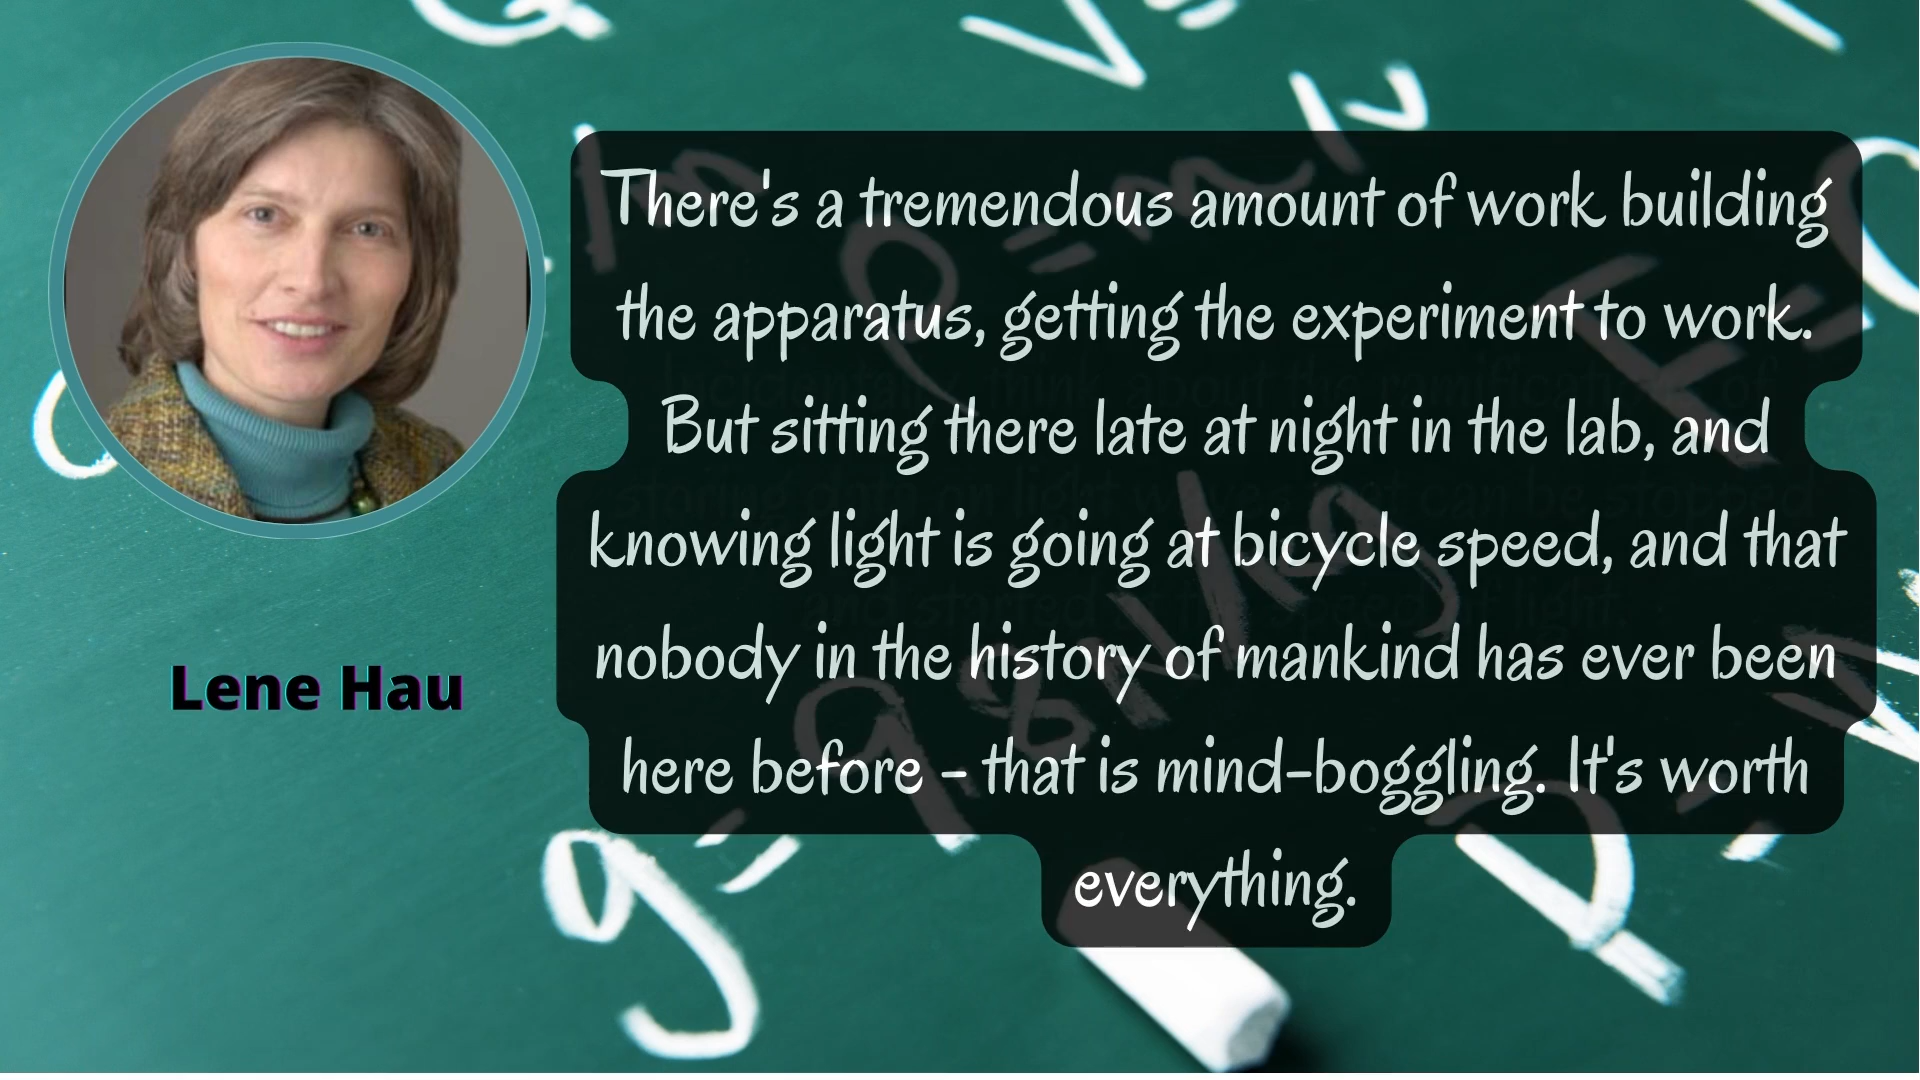 There's a tremendous amount of work building
the apparatus, getting the experiment to work.
But sitting there late at night in the lab, and
knowing light is going at bicycle speed, and that
nobody in the history of mankind has ever been
here before - that is mind-boggling. It's worth
everything.
Lene Hau